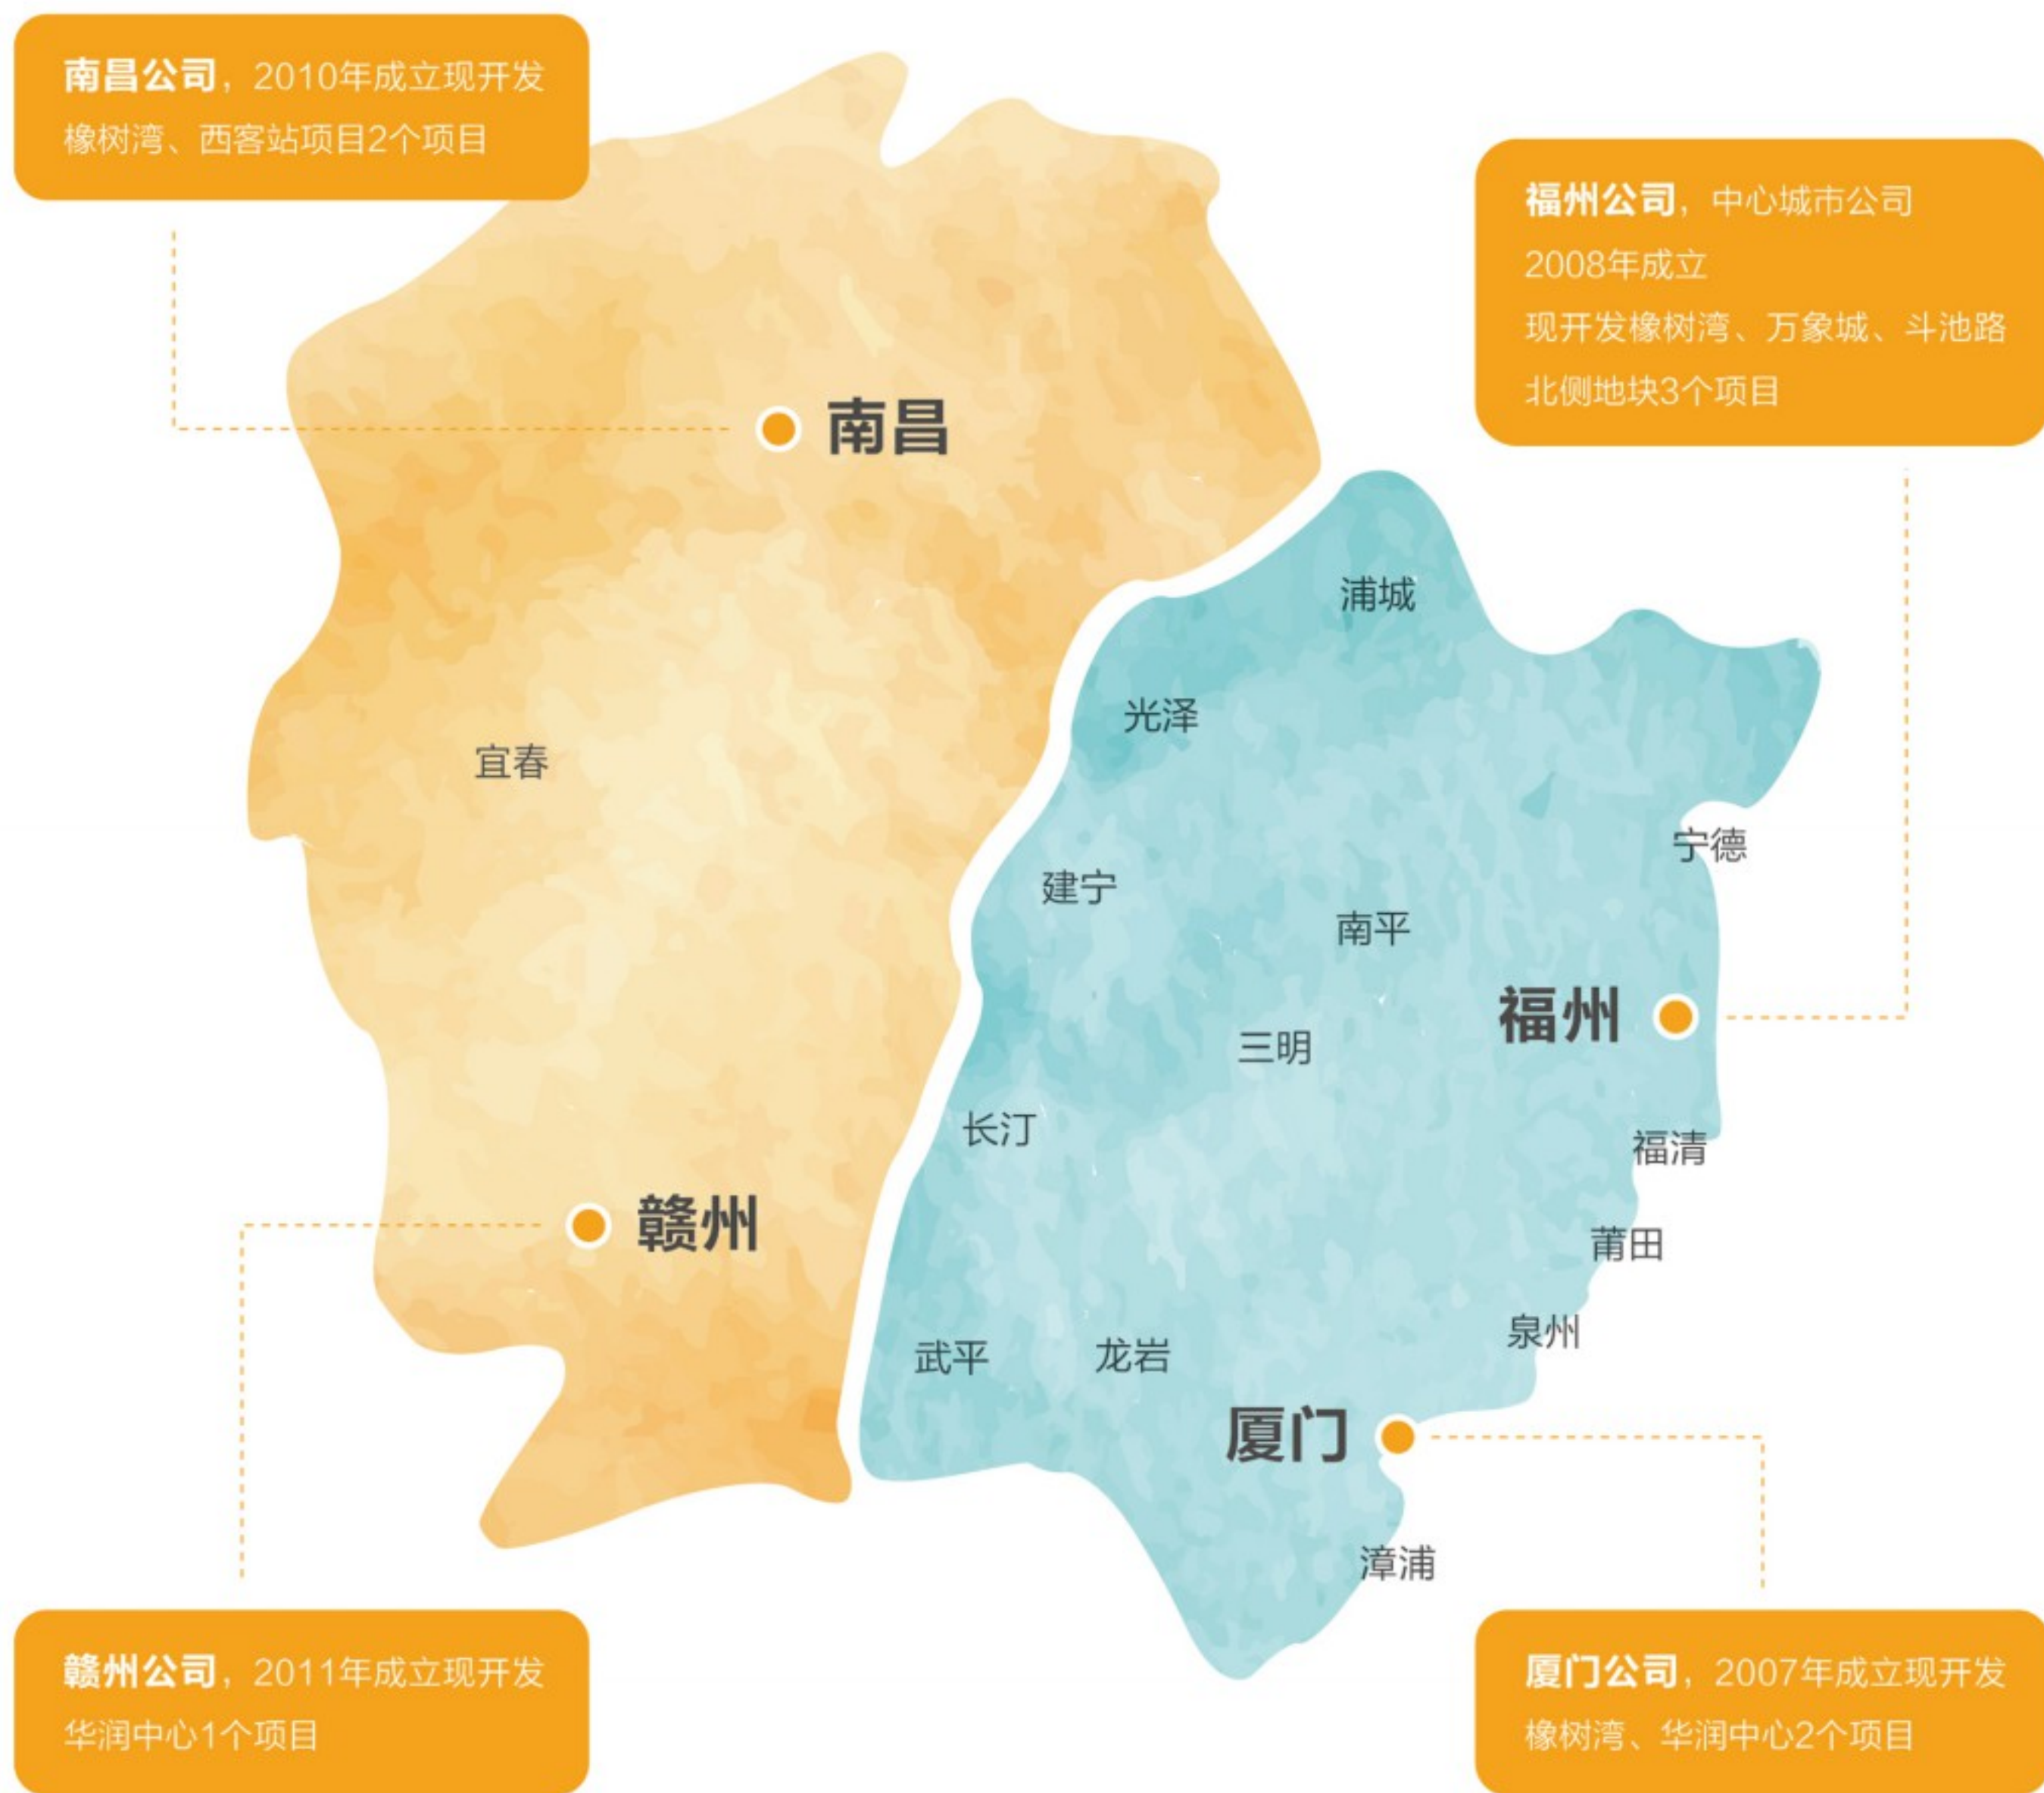 南昌公司，2010年成立现开发
橡树湾、西客站项目2个项目
福州公司，中心城市公司
2008年成立
现开发橡树湾、万象城、斗池路
北侧地块3个项目
南昌
浦城
光泽
宜春
宁德
建宁
南平
福州
三明
长汀
福清
赣州
莆田
泉州
武平
龙岩
厦门
漳浦
赣州公司，2011年成立现开发
华润中心1个项目
厦门公司，2007年成立现开发
橡树湾、华润中心2个项目